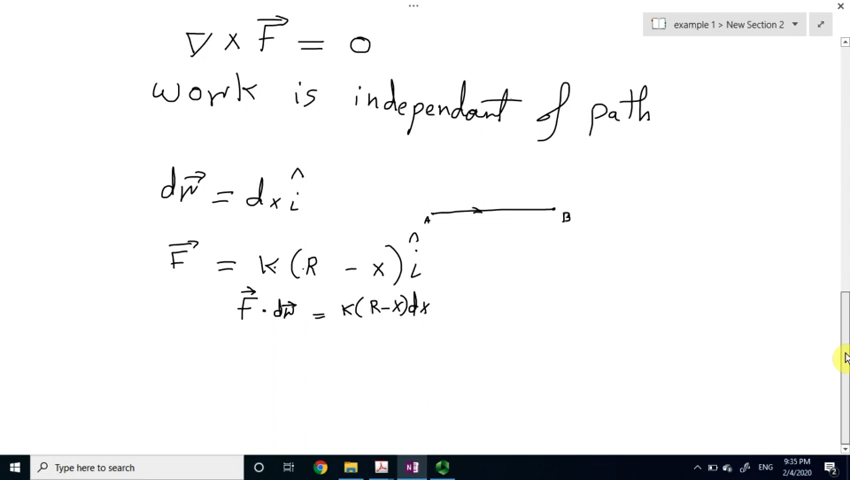 example 1 > New Section 2
∇ × F⃗ = 0
work is independant of path
dr⃗ = dx î
A B
F⃗ = K(R - x) î
F⃗ · dr⃗ = K(R-x)dx
Type here to search
ENG
9:35 PM
2/4/2020
2